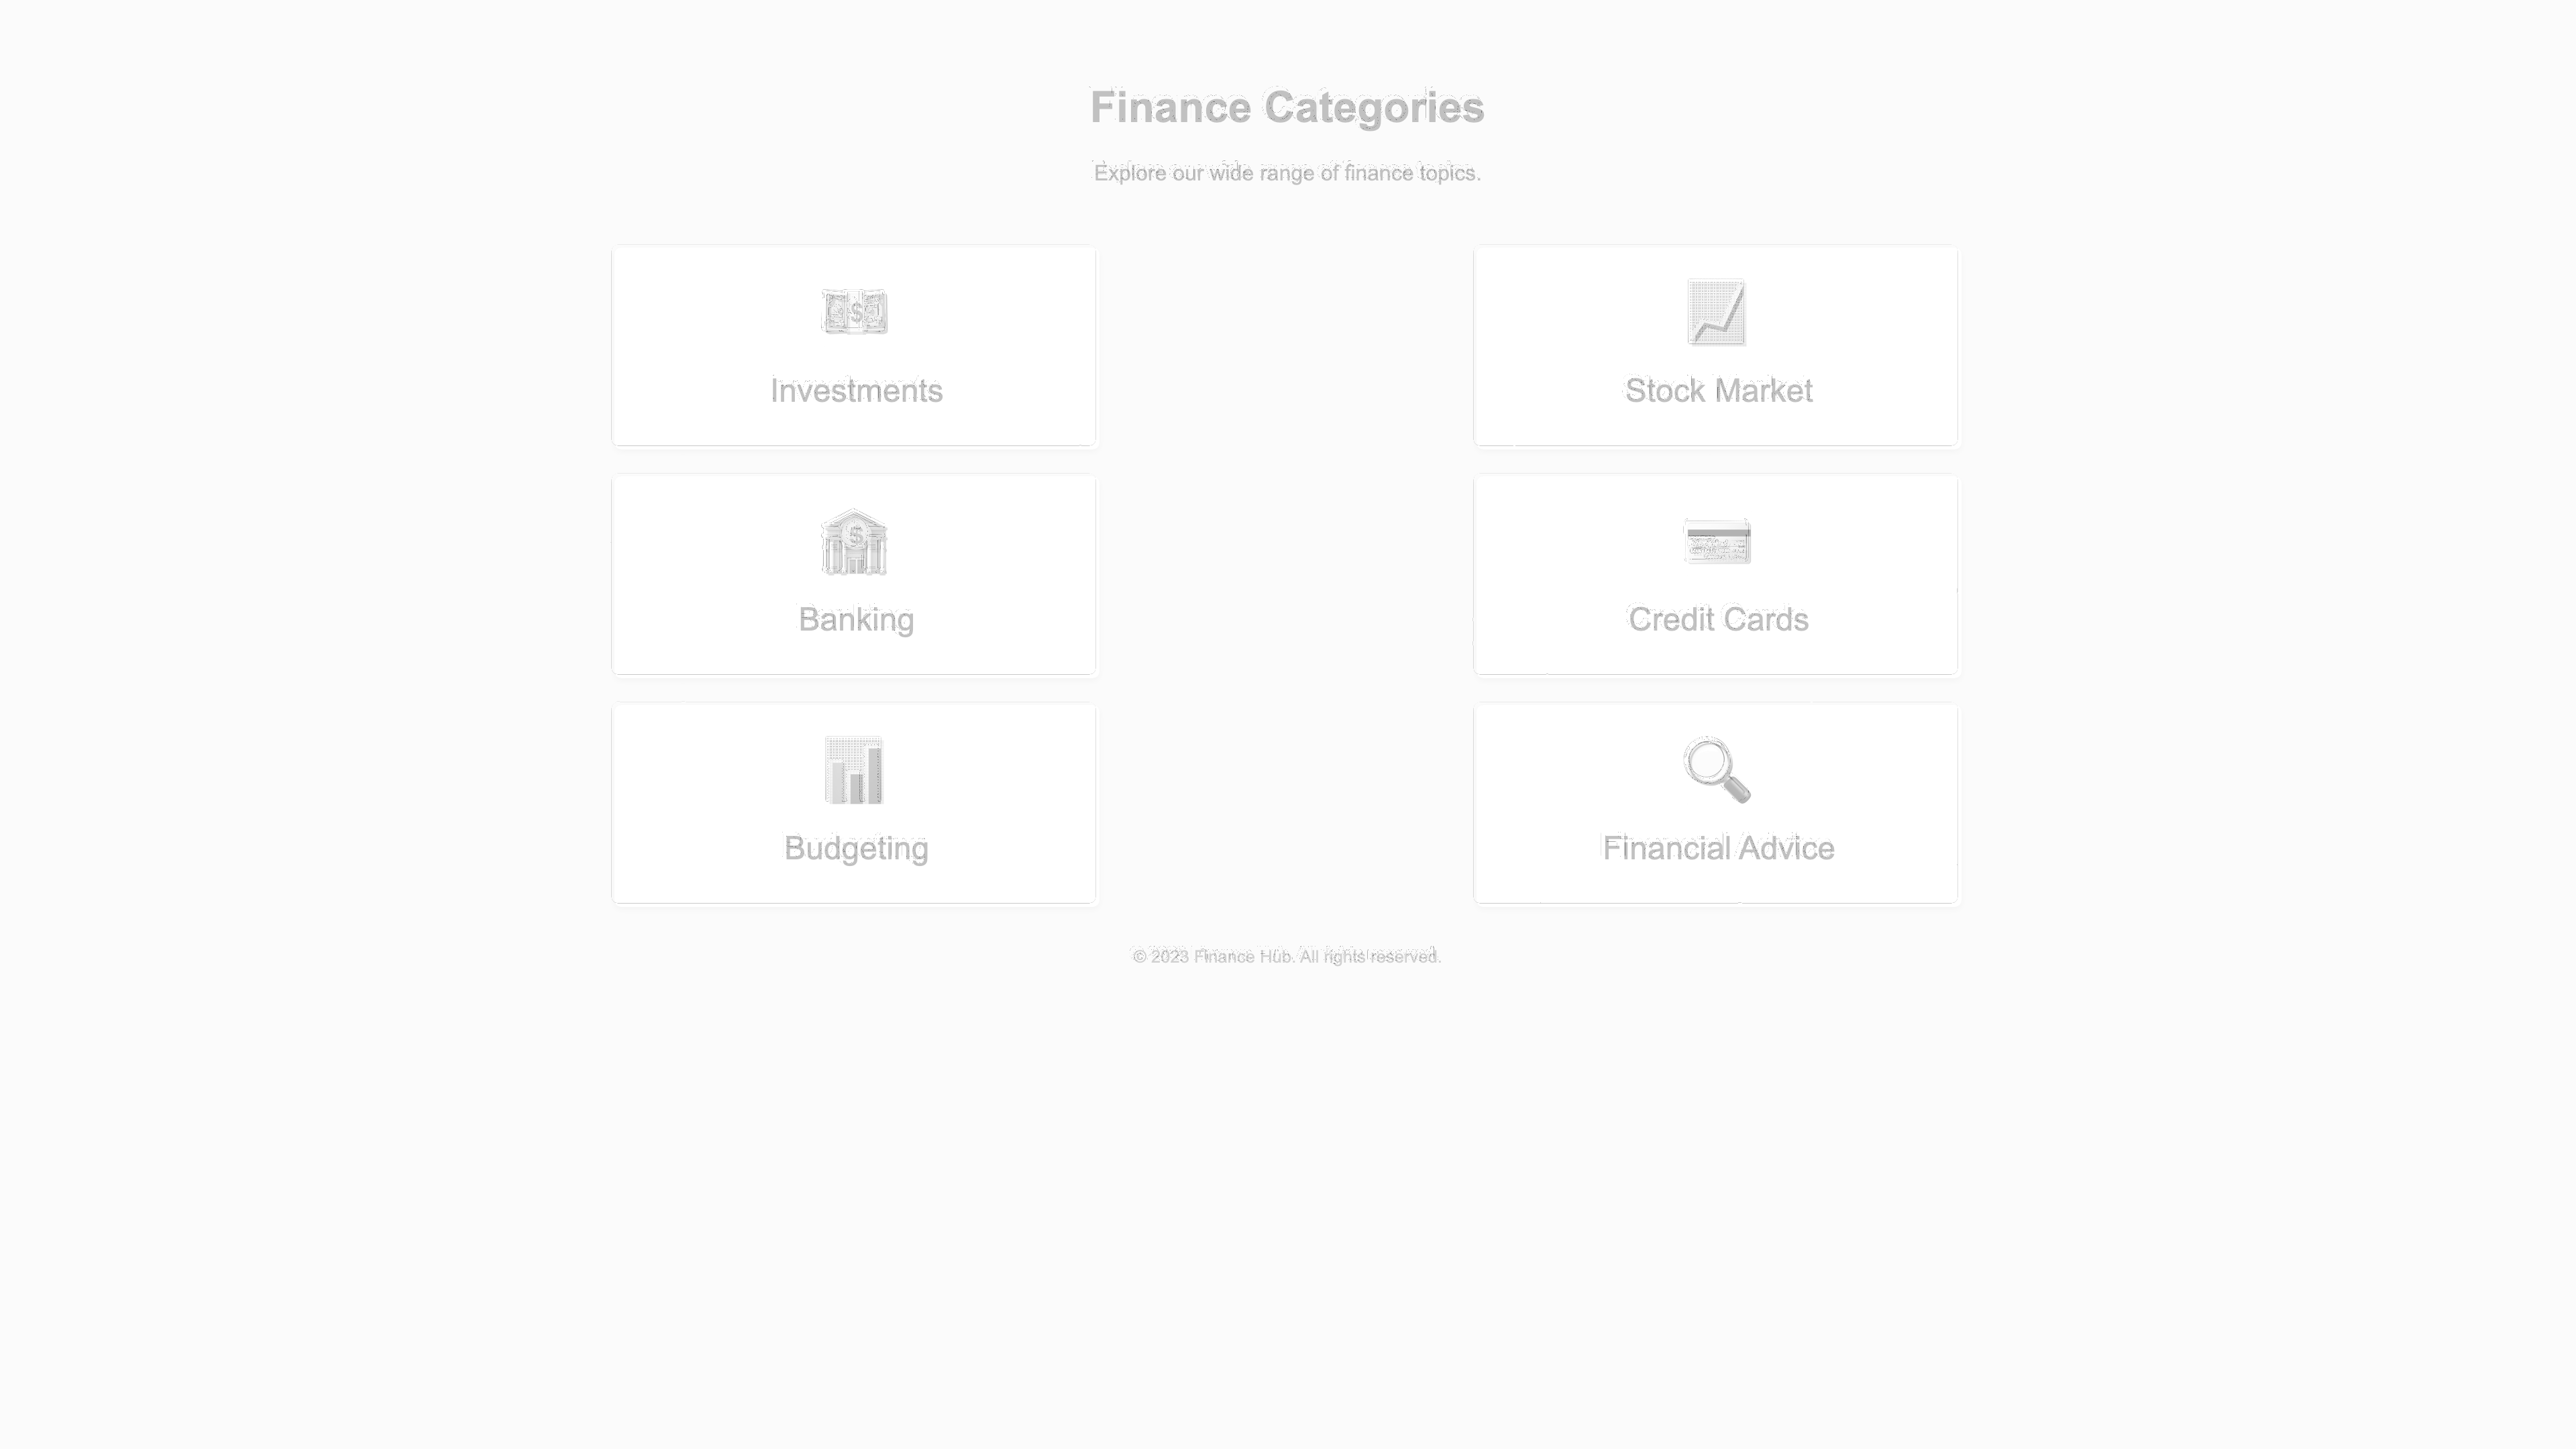 Finance Categories
Explore our wide range of finance topics.
$
Investments
Stock Market
$
Banking
Credit Cards
Budgeting
Financial Advice
© 2023 Finance Hub. All rights reserved.